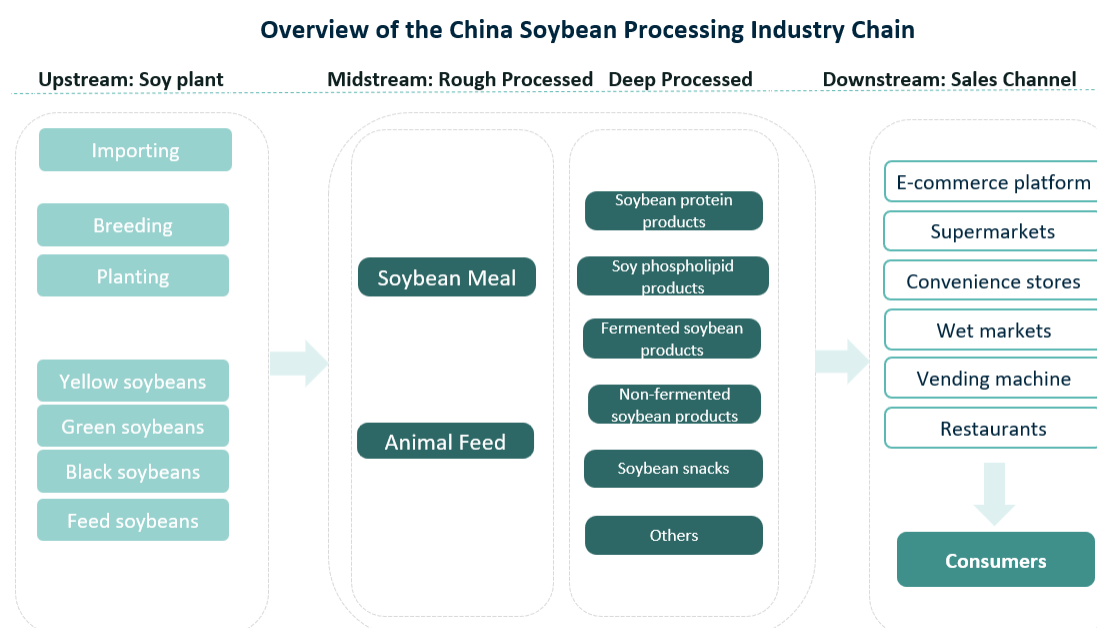 Overview of the China Soybean Processing Industry Chain
Upstream: Soy plant
Midstream: Rough Processed
Deep Processed
Downstream: Sales Channel
Importing
Breeding
Planting
Yellow soybeans
Green soybeans
Black soybeans
Feed soybeans
Soybean Meal
Animal Feed
Soybean protein
products
Soy phospholipid
products
Fermented soybean
products
Non-fermented
soybean products
Soybean snacks
Others
E-commerce platform
Supermarkets
Convenience stores
Wet markets
Vending machine
Restaurants
Consumers